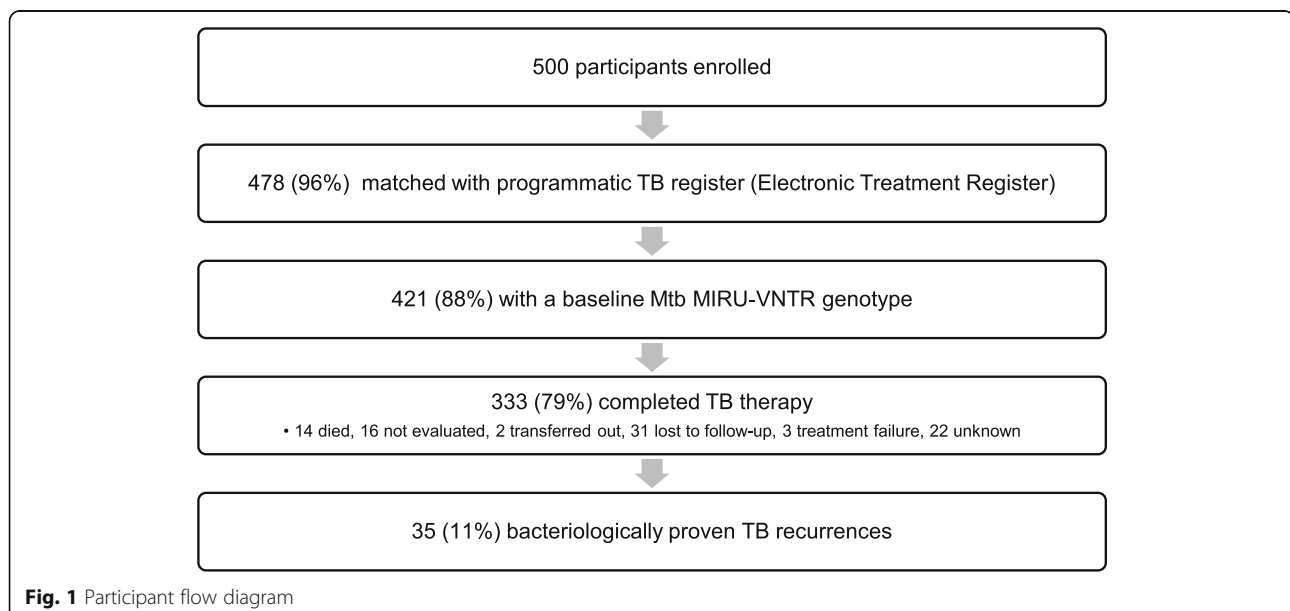 500 participants enrolled
478 (96%) matched with programmatic TB register (Electronic Treatment Register)
421 (88%) with a baseline Mtb MIRU-VNTR genotype
333 (79%) completed TB therapy
• 14 died, 16 not evaluated, 2 transferred out, 31 lost to follow-up, 3 treatment failure, 22 unknown
35 (11%) bacteriologically proven TB recurrences
Fig. 1 Participant flow diagram